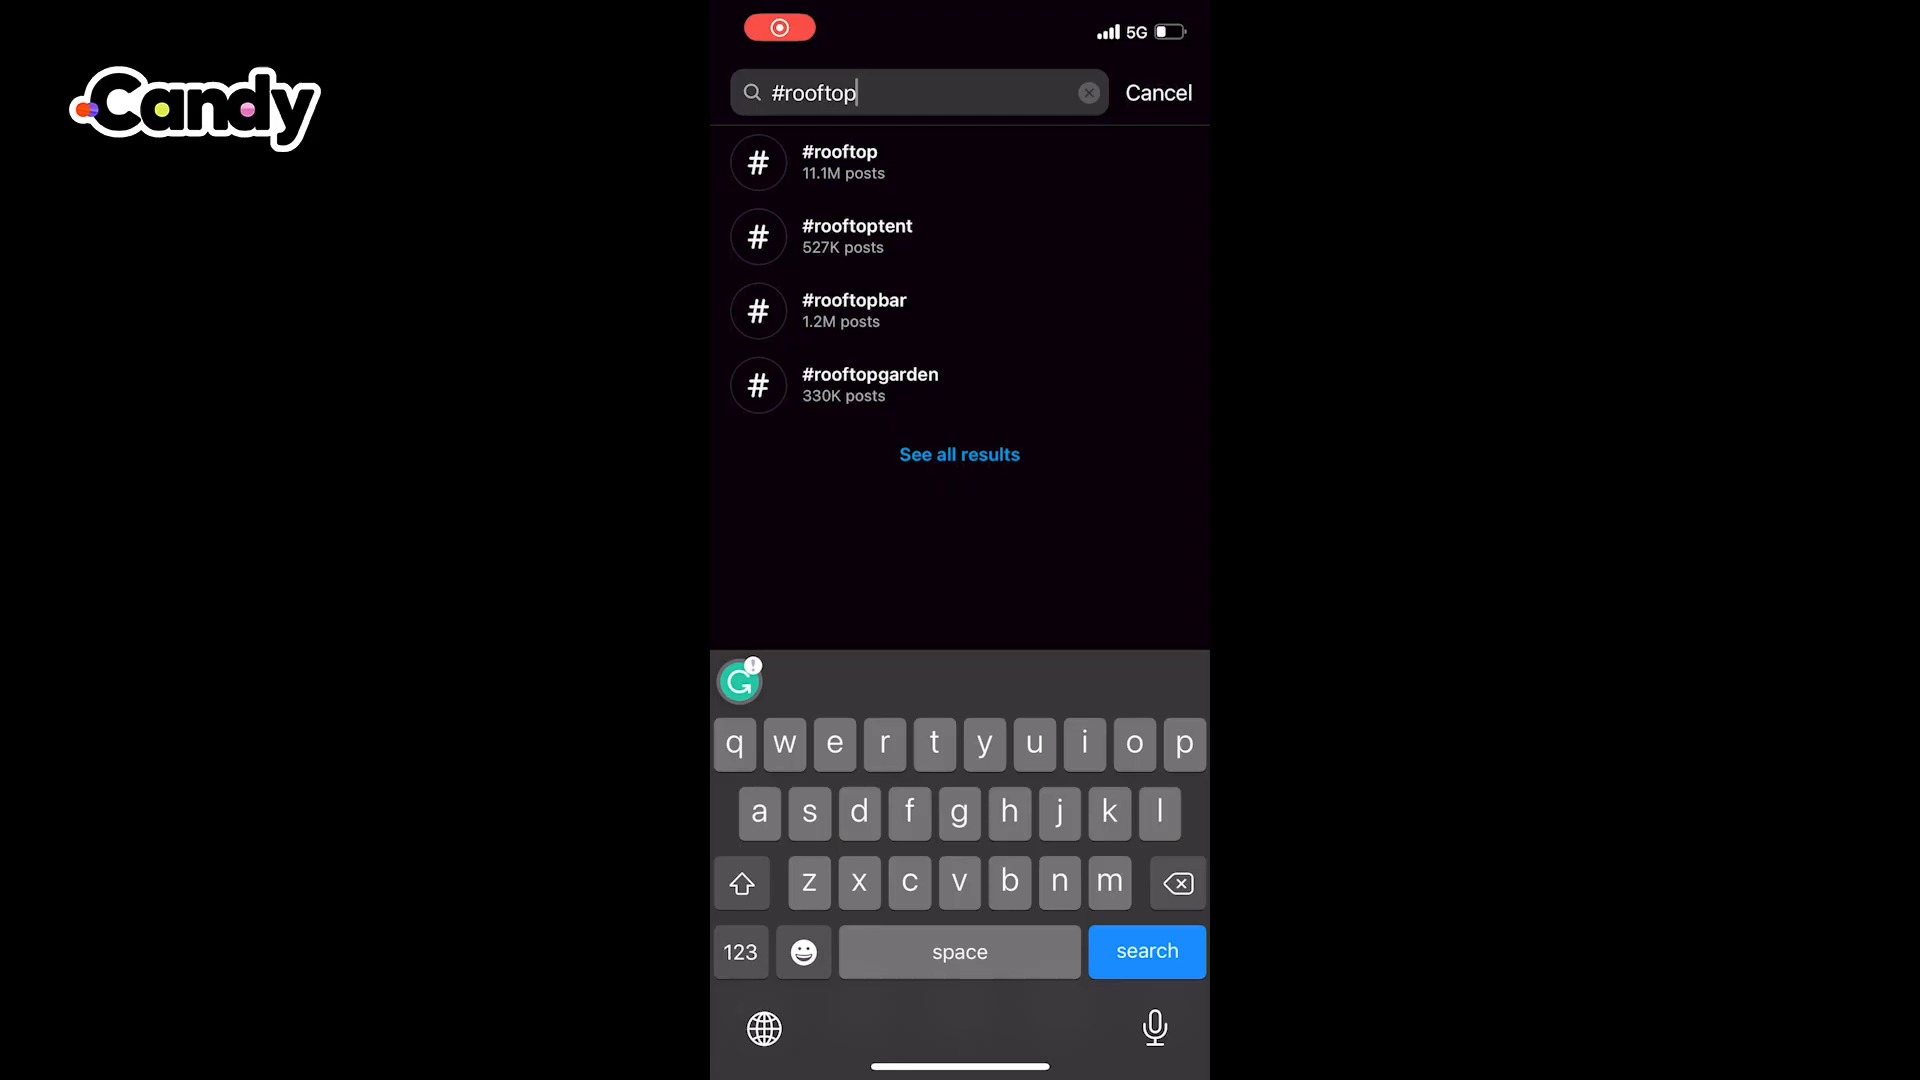 Candy
5G
#rooftop
Cancel
#
#rooftop
11.1M posts
#
#rooftoptent
527K posts
#
#rooftopbar
1.2M posts
#
#rooftopgarden
330K posts
See all results
G !
q w e r t y u i o p
a s d f g h j k l
z x c v b n m
123 space search